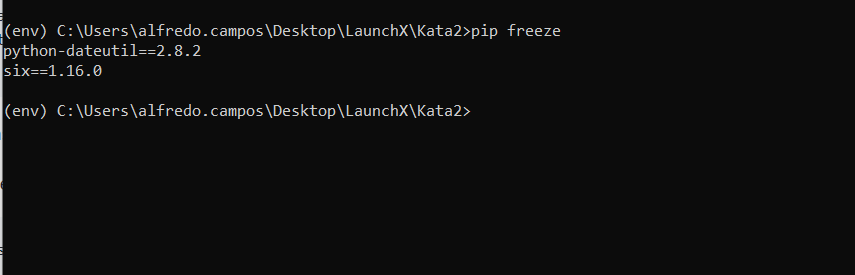 (env) C:\Users\alfredo.campos\Desktop\LaunchX\Kata2>pip freeze
python-dateutil==2.8.2
six==1.16.0
(env) C:\Users\alfredo.campos\Desktop\LaunchX\Kata2>